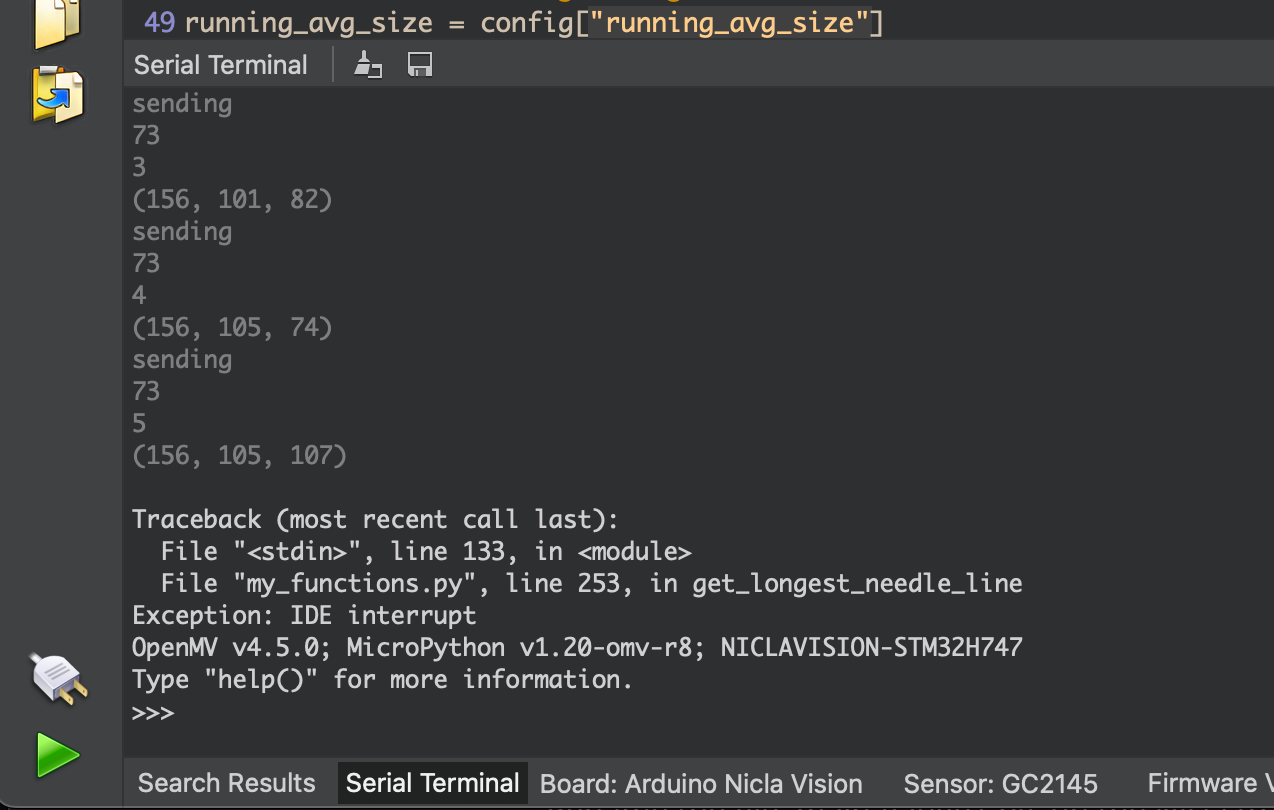 49 running_avg_size = config["running_avg_size"]
Serial Terminal
sending
73
3
(156, 101, 82)
sending
73
4
(156, 105, 74)
sending
73
5
(156, 105, 107)
Traceback (most recent call last):
  File "<stdin>", line 133, in <module>
  File "my_functions.py", line 253, in get_longest_needle_line
Exception: IDE interrupt
OpenMV v4.5.0; MicroPython v1.20-omv-r8; NICLAVISION-STM32H747
Type "help()" for more information.
>>>
Search Results Serial Terminal Board: Arduino Nicla Vision Sensor: GC2145 Firmware V